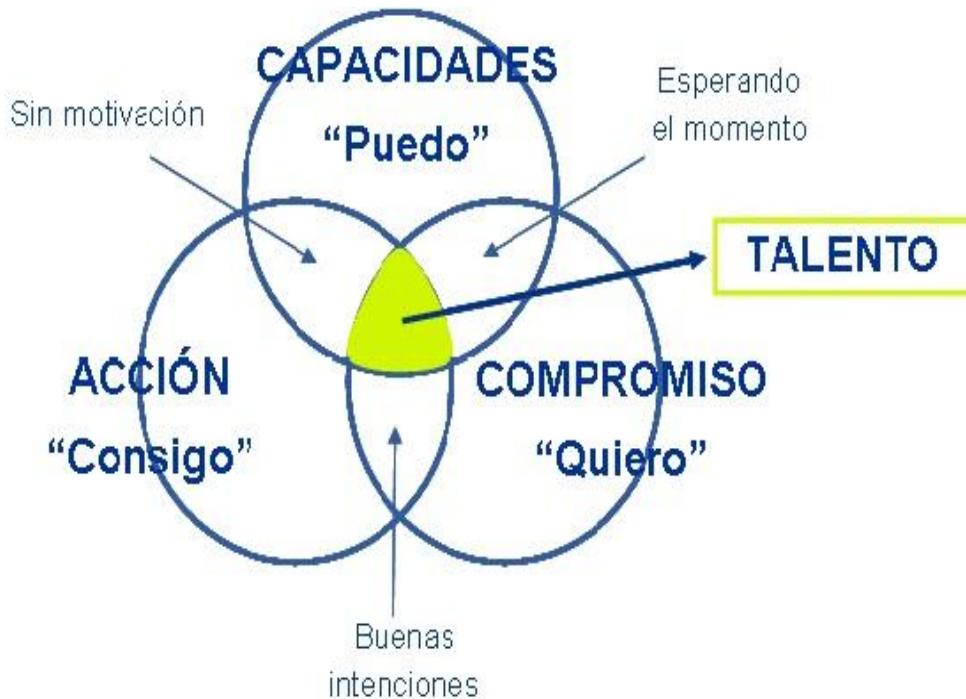 CAPACIDADES
“Puedo”
Sin motivación
Esperando
el momento
TALENTO
ACCIÓN
“Consigo”
COMPROMISO
“Quiero”
Buenas
intenciones